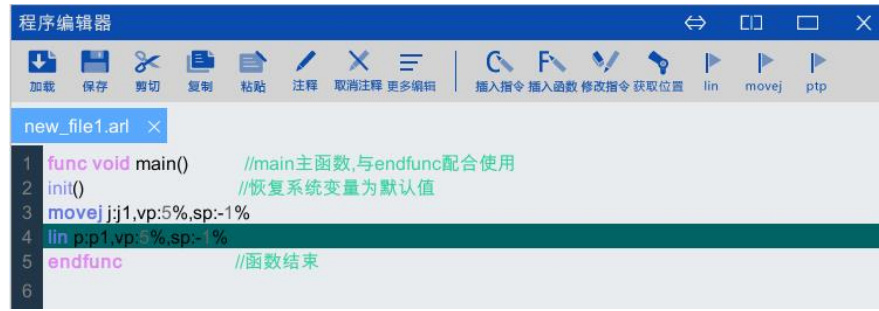 程序编辑器
加载 保存 剪切 复制 粘贴 注释 取消注释 更多编辑 插入指令 插入函数 修改指令 获取位置 lin movej ptp
new_file1.arl
1 func void main() //main主函数,与endfunc配合使用
2 init() //恢复系统变量为默认值
3 movej j:j1,vp:5%,sp:-1%
4 lin p:p1,vp:5%,sp:-1%
5 endfunc //函数结束
6